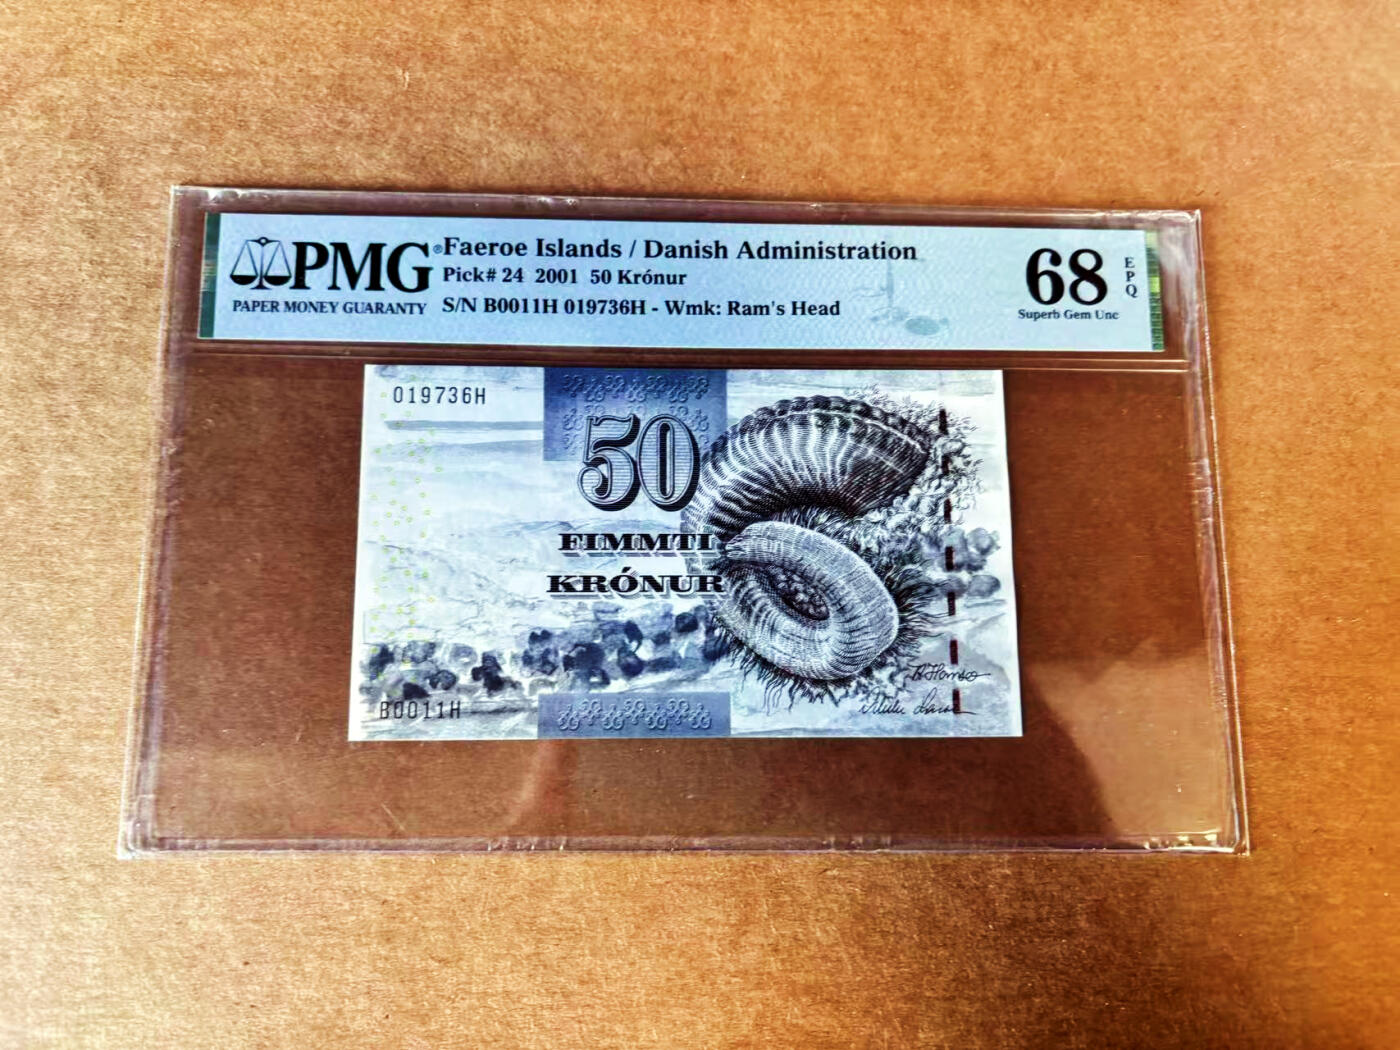 PMG®
PAPER MONEY GUARANTY
Faeroe Islands / Danish Administration
Pick# 24 2001 50 Krónur
S/N B0011H 019736H - Wmk: Ram's Head
68
EPQ
Superb Gem Unc
019736H
50
FIMMTI
KRÓNUR
B0011H